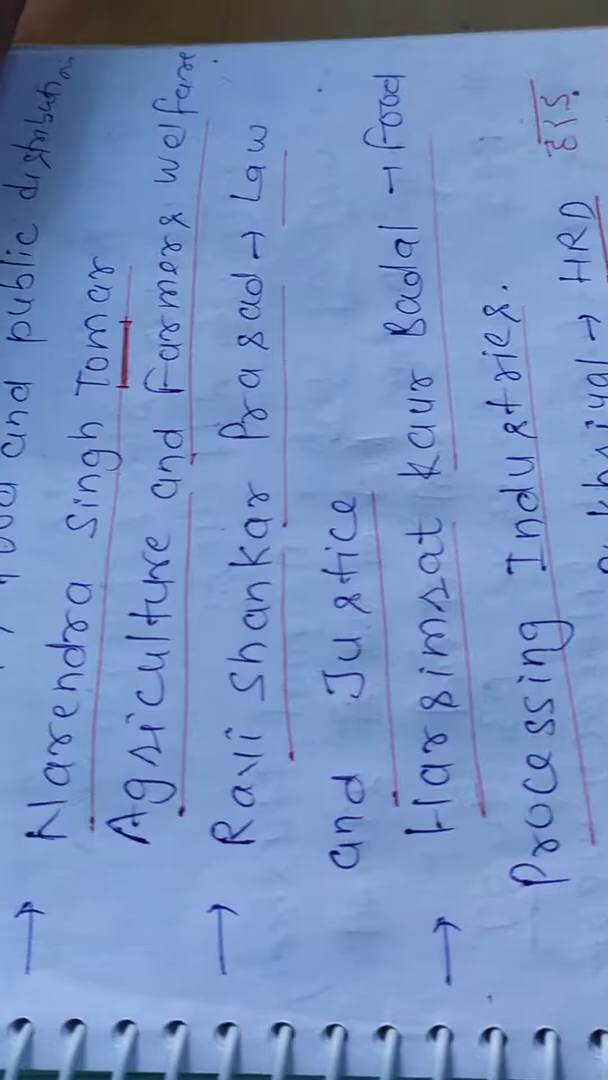 food and public distribution
→ Narendra Singh Tomar
Agriculture and Farmers welfare
→ Ravi Shankar Prasad → Law
and Justice
→ Harsimrat Kaur Badal → Food
Processing Industries.
→ HRD